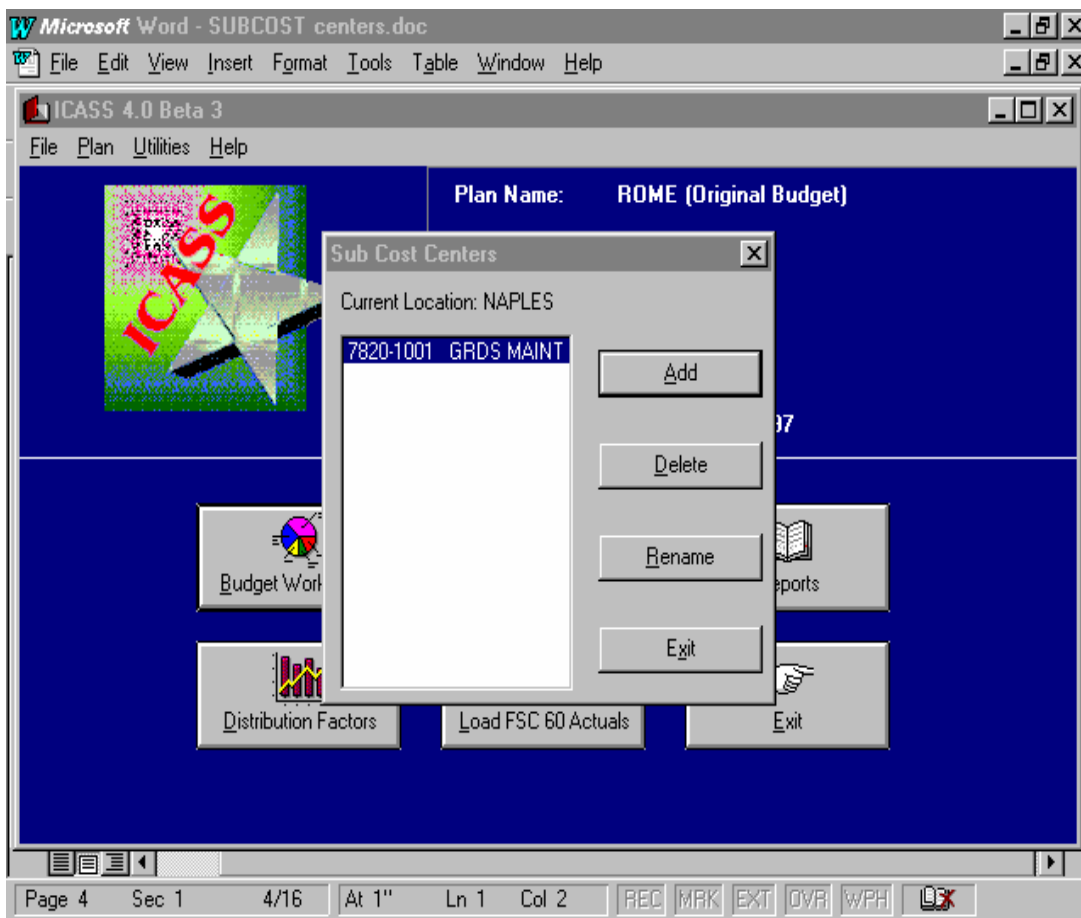 Microsoft Word - SUBCOST centers.doc
File Edit View Insert Format Tools Table Window Help
ICASS 4.0 Beta 3
File Plan Utilities Help
ICASS
Plan Name: ROME (Original Budget)
Sub Cost Centers
Current Location: NAPLES
7820-1001 GRDS MAINT
Add
Delete
Rename
Exit
97
Budget Work
eports
Distribution Factors
Load FSC 60 Actuals
Exit
Page 4 Sec 1 4/16 At 1" Ln 1 Col 2 REC MRK EXT OVR WPH